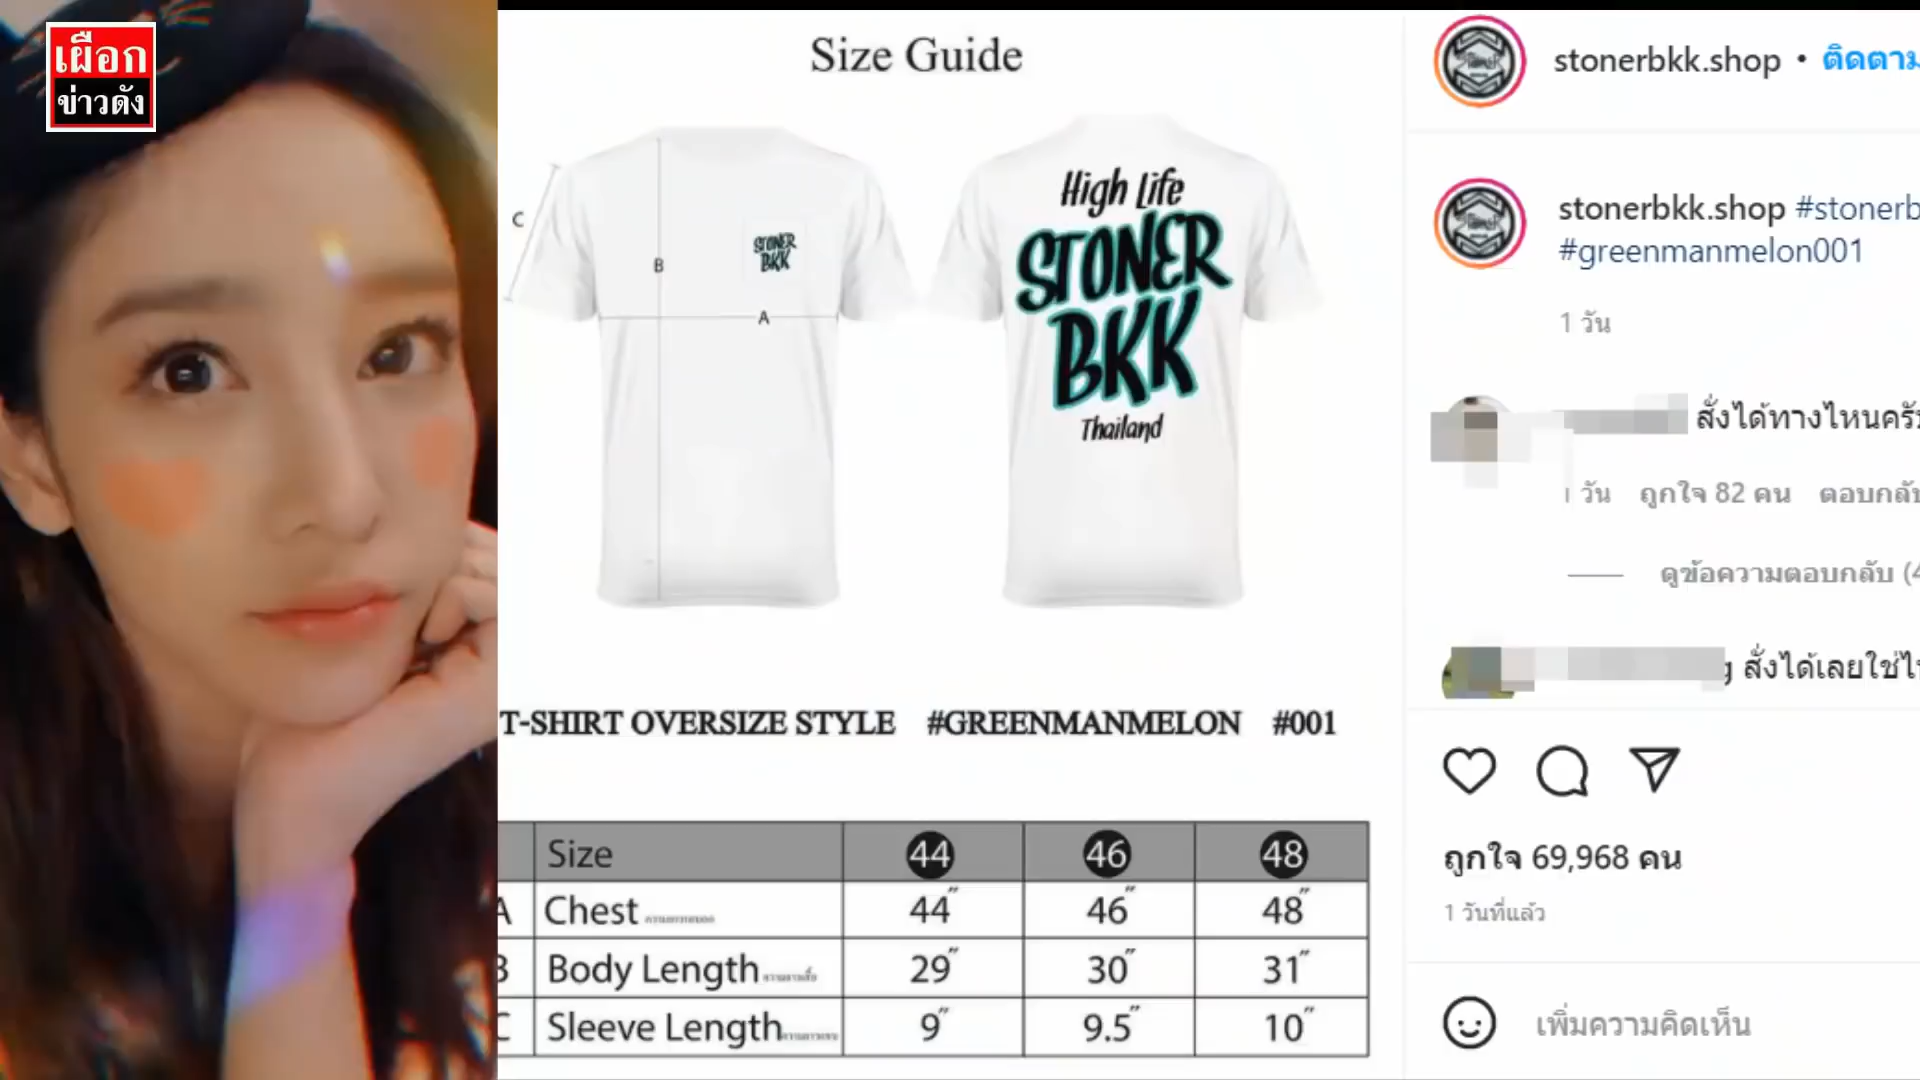 เผือก
ข่าวดัง
Size Guide
C
B
A
STONER
BKK
High Life
STONER
BKK
Thailand
T-SHIRT OVERSIZE STYLE #GREENMANMELON #001
Size 44 46 48
A Chest 44" 46" 48"
B Body Length 29" 30" 31"
C Sleeve Length 9" 9.5" 10"
stonerbkk.shop • ติดตาม
stonerbkk.shop #stonerb
#greenmanmelon001
1 วัน
สั่งได้ทางไหนครับ
1 วัน ถูกใจ 82 คน ตอบกลับ
ดูข้อความตอบกลับ (4
g สั่งได้เลยใช่ไ
ถูกใจ 69,968 คน
1 วันที่แล้ว
เพิ่มความคิดเห็น